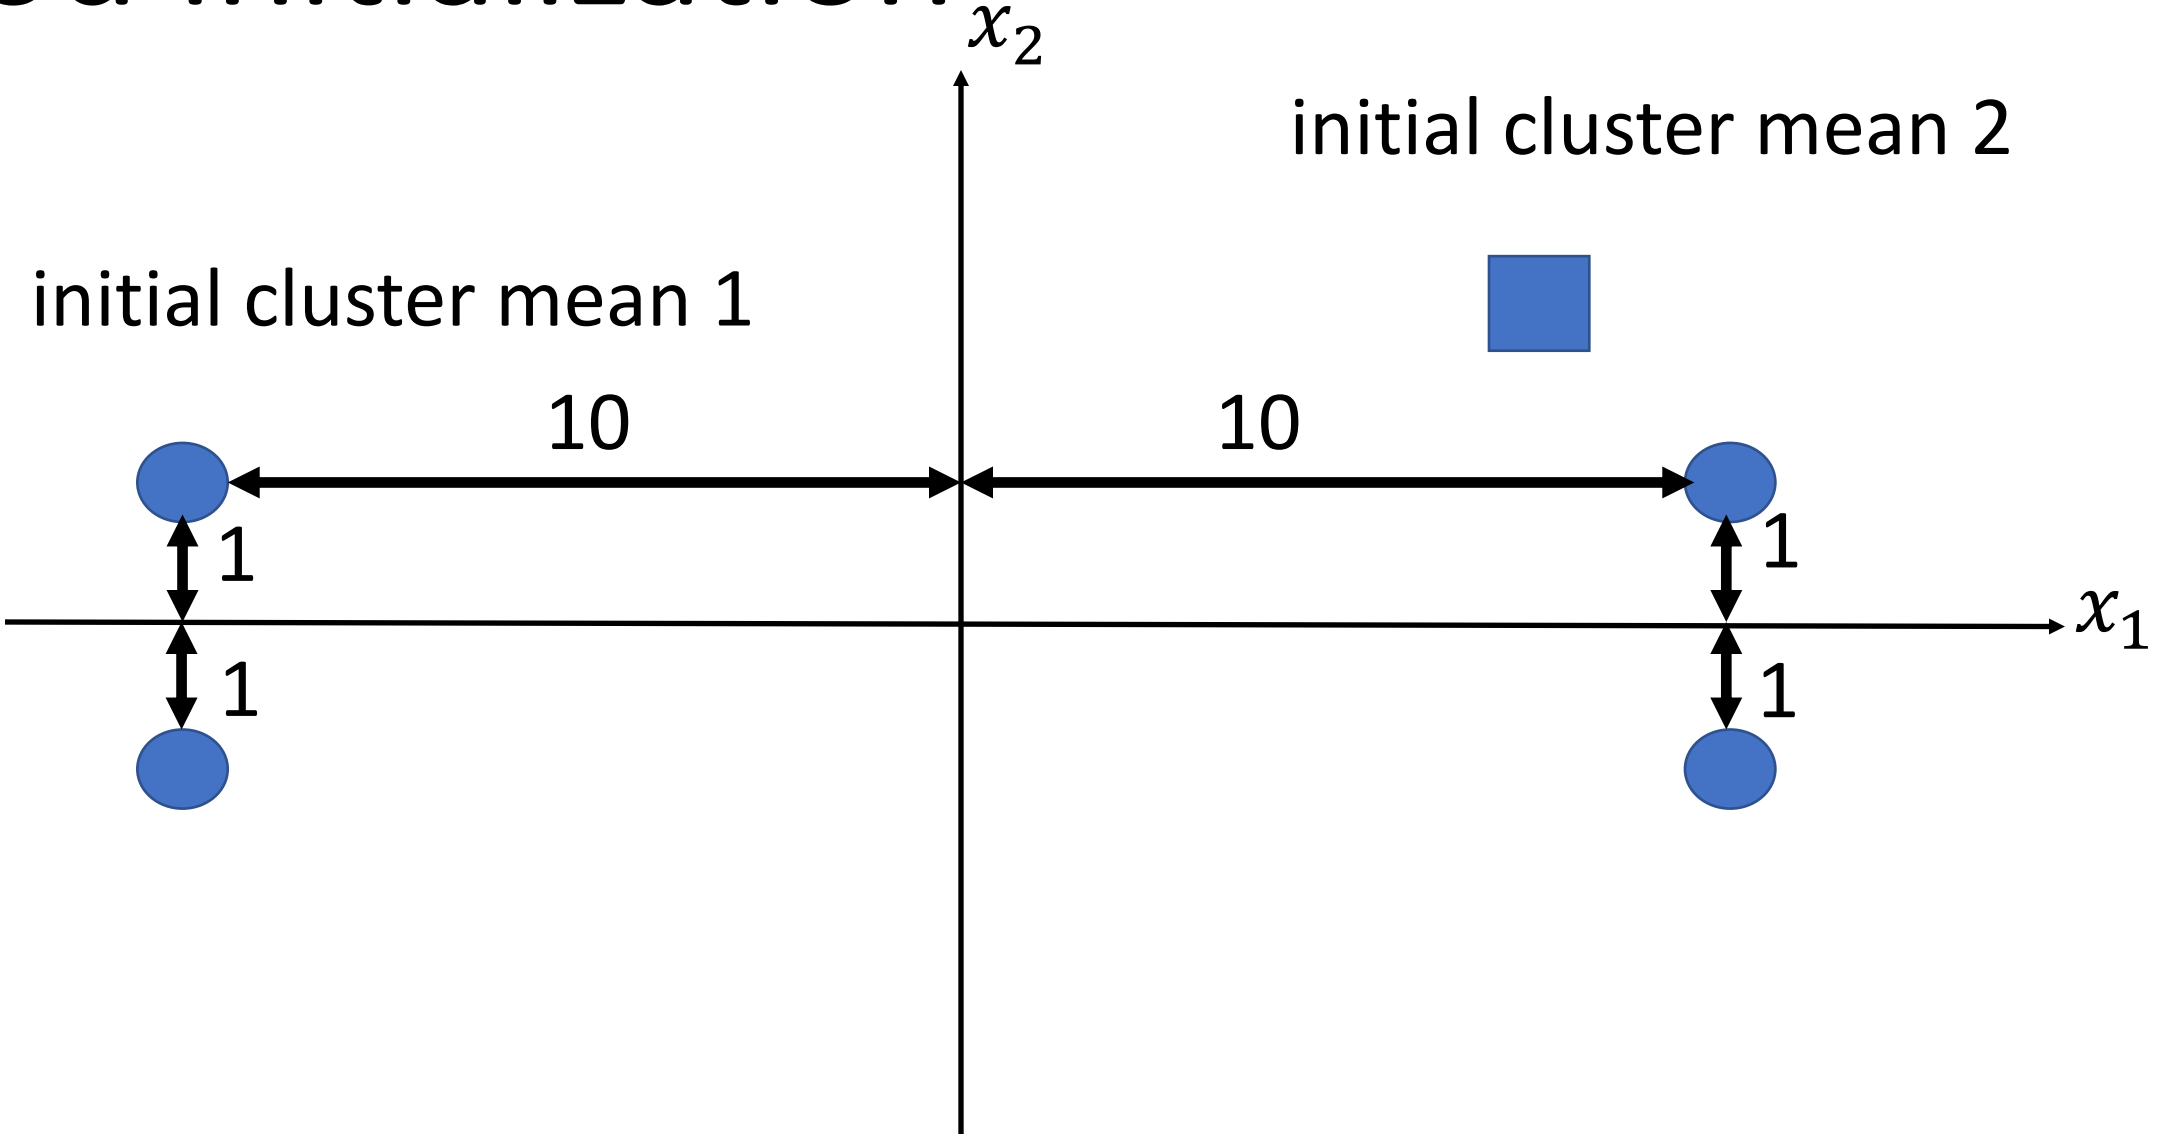 x₂
initial cluster mean 2
initial cluster mean 1
10
10
1
1
x₁
1
1